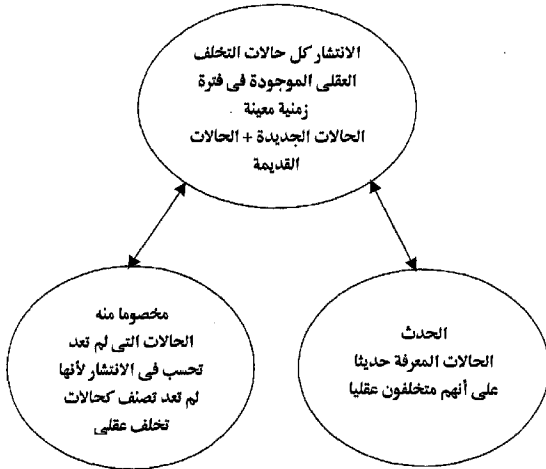 الانتشار كل حالات التخلف
العقلى الموجودة فى فترة
زمنية معينة
الحالات الجديدة + الحالات
القديمة
الحدث
الحالات المعرفة حديثا
على أنهم متخلفون عقليا
مخصوما منه
الحالات التى لم تعد
تحسب فى الانتشار لأنها
لم تعد تصنف كحالات
تخلف عقلى